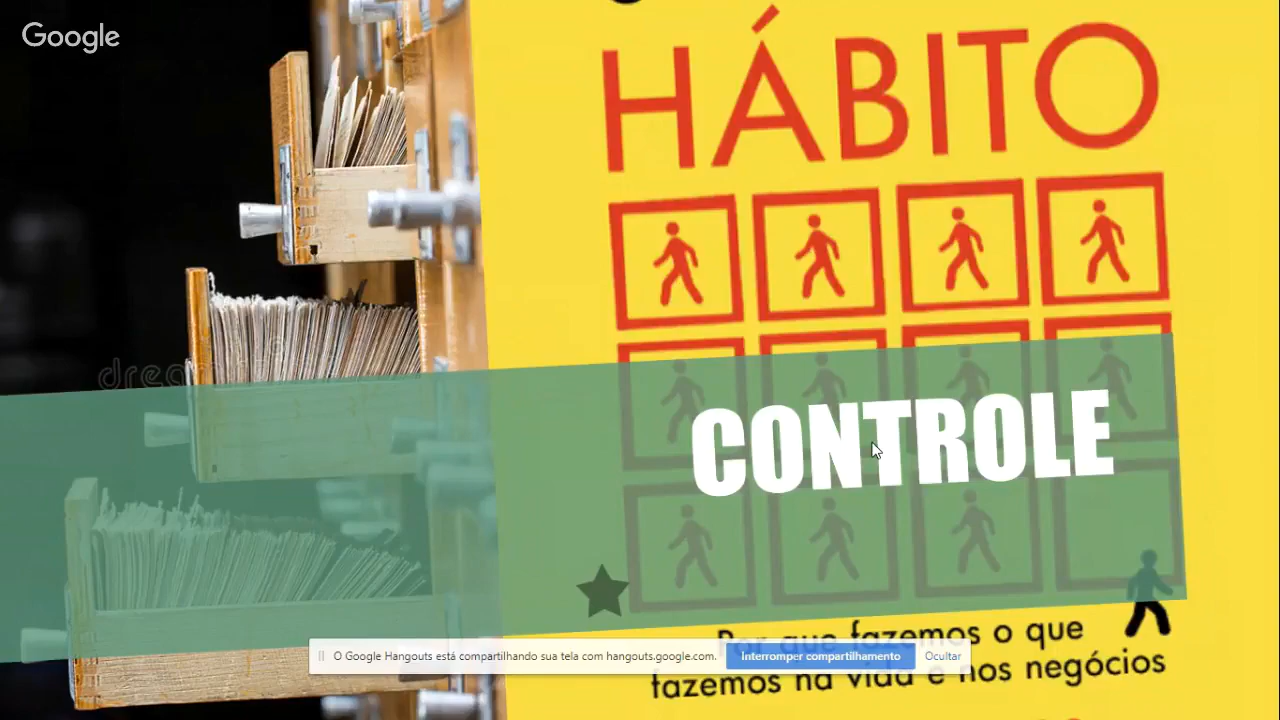 Google
HÁBITO
CONTROLE
Por que fazemos o que
fazemos na vida e nos negócios
O Google Hangouts está compartilhando sua tela com hangouts.google.com.
Interromper compartilhamento
Ocultar